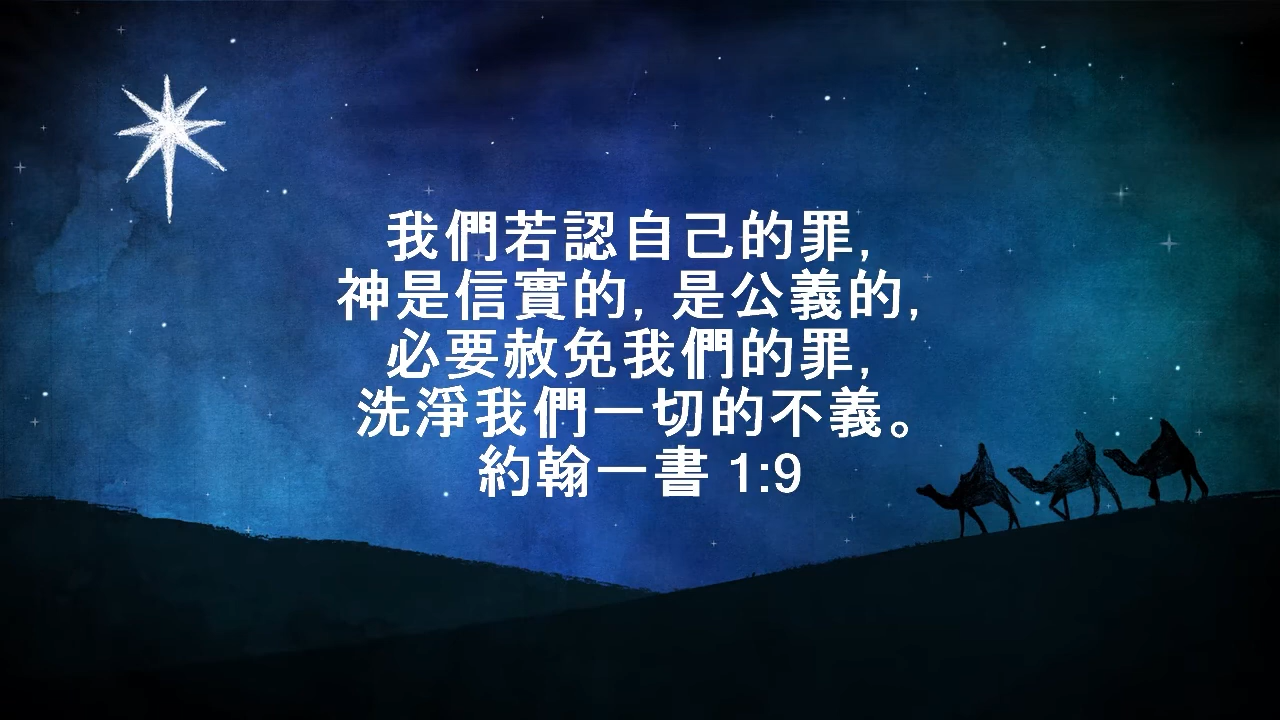 我們若認自己的罪,
神是信實的, 是公義的,
必要赦免我們的罪,
洗淨我們一切的不義。
約翰一書 1:9